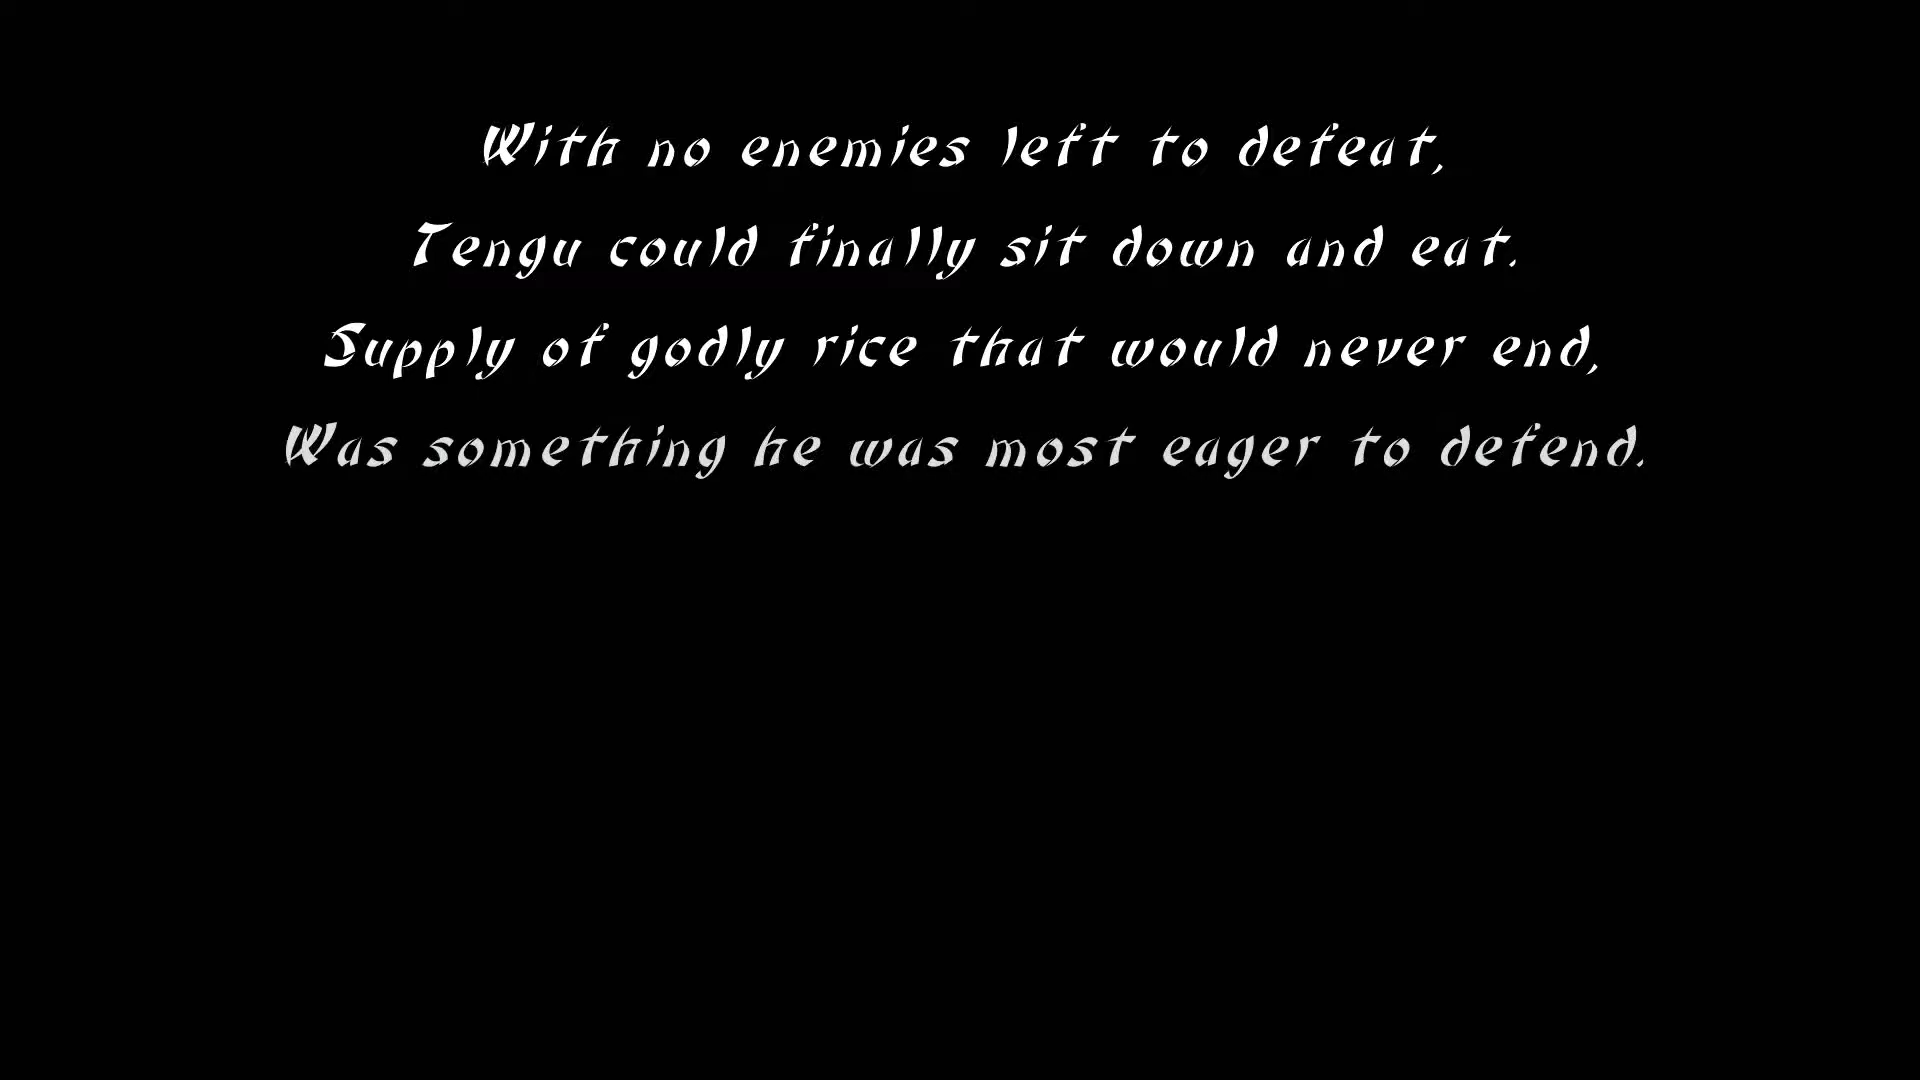 With no enemies left to defeat,
Tengu could finally sit down and eat.
Supply of godly rice that would never end,
Was something he was most eager to defend.